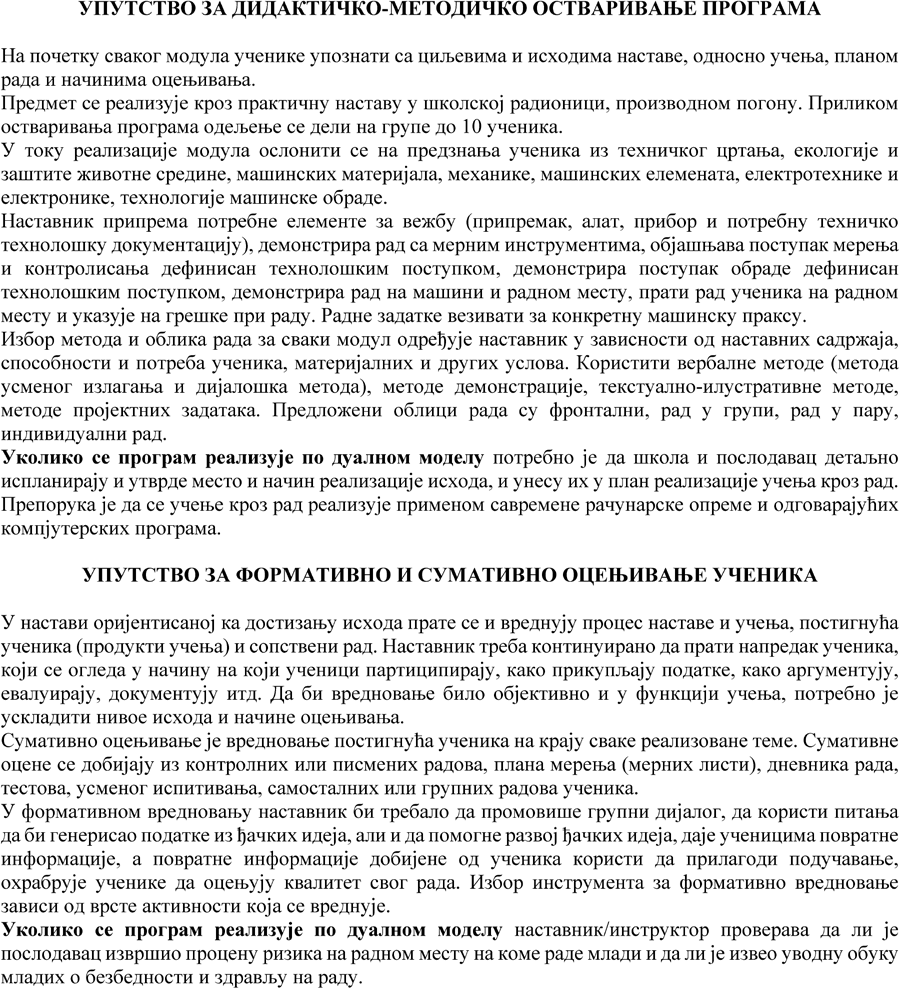 УПУТСТВО ЗА ДИДАКТИЧКО-МЕТОДИЧКО ОСТВАРИВАЊЕ ПРОГРАМА
На почетку сваког модула ученике упознати са циљевима и исходима наставе, односно учења, планом
рада и начинима оцењивања.
Предмет се реализује кроз практичну наставу у школској радионици, производном погону. Приликом
остваривања програма одељење се дели на групе до 10 ученика.
У току реализације модула ослонити се на предзнања ученика из техничког цртања, екологије и
заштите животне средине, машинских материјала, механике, машинских елемената, електротехнике и
електронике, технологије машинске обраде.
Наставник припрема потребне елементе за вежбу (припремак, алат, прибор и потребну техничко
технолошку документацију), демонстрира рад са мерним инструментима, објашњава поступак мерења
и контролисања дефинисан технолошким поступком, демонстрира поступак обраде дефинисан
технолошким поступком, демонстрира рад на машини и радном месту, прати рад ученика на радном
месту и указује на грешке при раду. Радне задатке везивати за конкретну машинску праксу.
Избор метода и облика рада за сваки модул одређује наставник у зависности од наставних садржаја,
способности и потреба ученика, материјалних и других услова. Користити вербалне методе (метода
усменог излагања и дијалошка метода), методе демонстрације, текстуално-илустративне методе,
методе пројектних задатака. Предложени облици рада су фронтални, рад у групи, рад у пару,
индивидуални рад.
Уколико се програм реализује по дуалном моделу потребно је да школа и послодавац детаљно
испланирају и утврде место и начин реализације исхода, и унесу их у план реализације учења кроз рад.
Препорука је да се учење кроз рад реализује применом савремене рачунарске опреме и одговарајућих
компјутерских програма.
УПУТСТВО ЗА ФОРМАТИВНО И СУМАТИВНО ОЦЕЊИВАЊЕ УЧЕНИКА
У настави оријентисаној ка достизању исхода прате се и вреднују процес наставе и учења, постигнућа
ученика (продукти учења) и сопствени рад. Наставник треба континуирано да прати напредак ученика,
који се огледа у начину на који ученици партиципирају, како прикупљају податке, како аргументују,
евалуирају, документују итд. Да би вредновање било објективно и у функцији учења, потребно је
ускладити нивое исхода и начине оцењивања.
Сумативно оцењивање је вредновање постигнућа ученика на крају сваке реализоване теме. Сумативне
оцене се добијају из контролних или писмених радова, плана мерења (мерних листи), дневника рада,
тестова, усменог испитивања, самосталних или групних радова ученика.
У формативном вредновању наставник би требало да промовише групни дијалог, да користи питања
да би генерисао податке из ђачких идеја, али и да помогне развој ђачких идеја, даје ученицима повратне
информације, а повратне информације добијене од ученика користи да прилагоди подучавање,
охрабрује ученике да оцењују квалитет свог рада. Избор инструмента за формативно вредновање
зависи од врсте активности која се вреднује.
Уколико се програм реализује по дуалном моделу наставник/инструктор проверава да ли је
послодавац извршио процену ризика на радном месту на коме раде млади и да ли је извео уводну обуку
младих о безбедности и здрављу на раду.